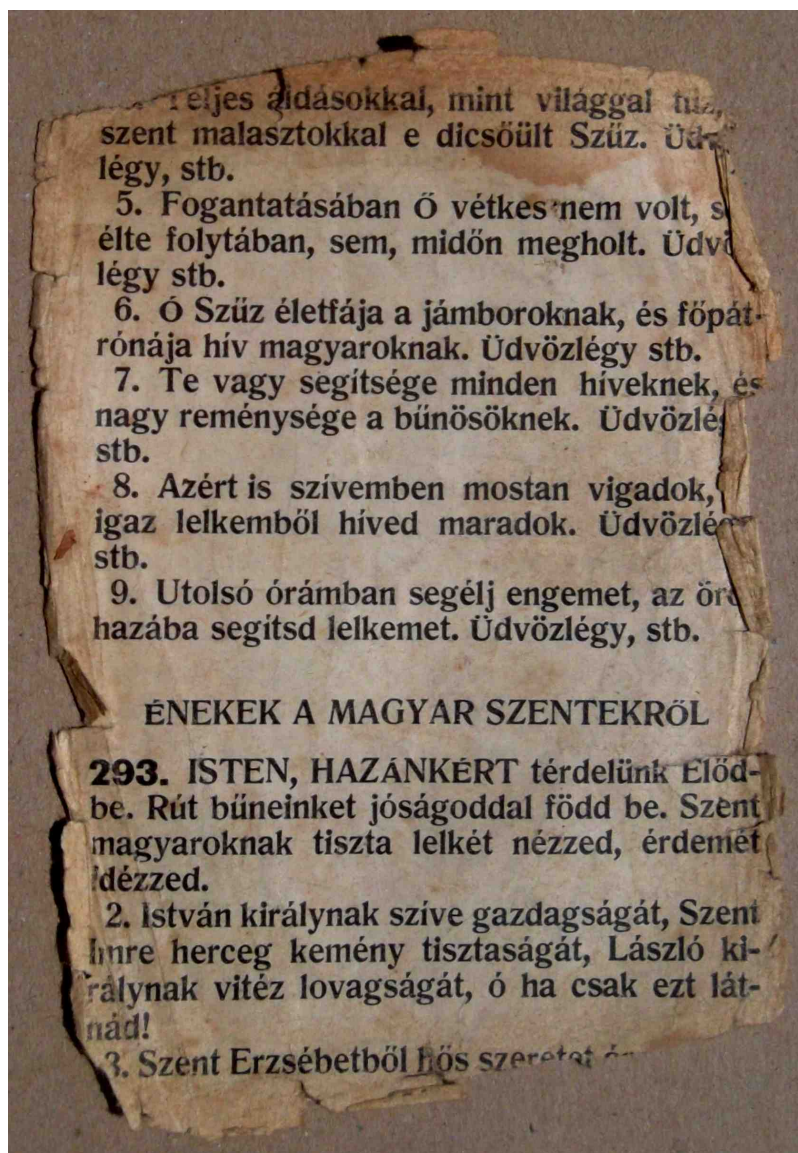 Teljes áldásokkal, mint világgal
szent malasztokkal e dicsőült Szűz.
légy, stb.
5. Fogantatásában Ő vétkes nem volt,
élte folytában, sem, midőn megholt.
légy stb.
6. Ó Szűz életfája a jámboroknak, és főpát-
rónája hív magyaroknak. Üdvözlégy stb.
7. Te vagy segítsége minden híveknek, és
nagy reménysége a bűnösöknek.
stb.
8. Azért is szívemben mostan vigadok,
igaz lelkemből híved maradok.
stb.
9. Utolsó órámban segélj engemet, az
hazába segítsd lelkemet. Üdvözlégy, stb.
ÉNEKEK A MAGYAR SZENTEKRŐL
293. ISTEN, HAZÁNKÉRT térdelünk Előd-
be. Rút bűneinket jóságoddal född be. Szent
magyaroknak tiszta lelkét nézzed, érdemét
idézzed.
2. István királynak szíve gazdagságát, Szent
Imre herceg kemény tisztaságát, László ki-
rálynak vitéz lovagságát, ó ha csak ezt lát-
nád!
3. Szent Erzsébetből hős szeretet